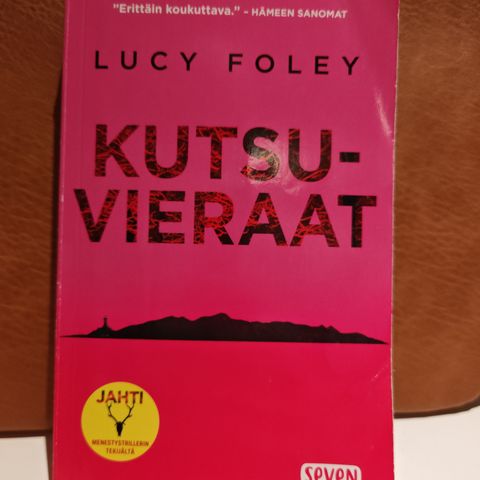 "Erittäin koukuttava." – HÄMEEN SANOMAT
LUCY FOLEY
KUTSU-
VIERAAT
JAHTI
MENESTYSTRILLERIN
TEKIJÄLTÄ
seven